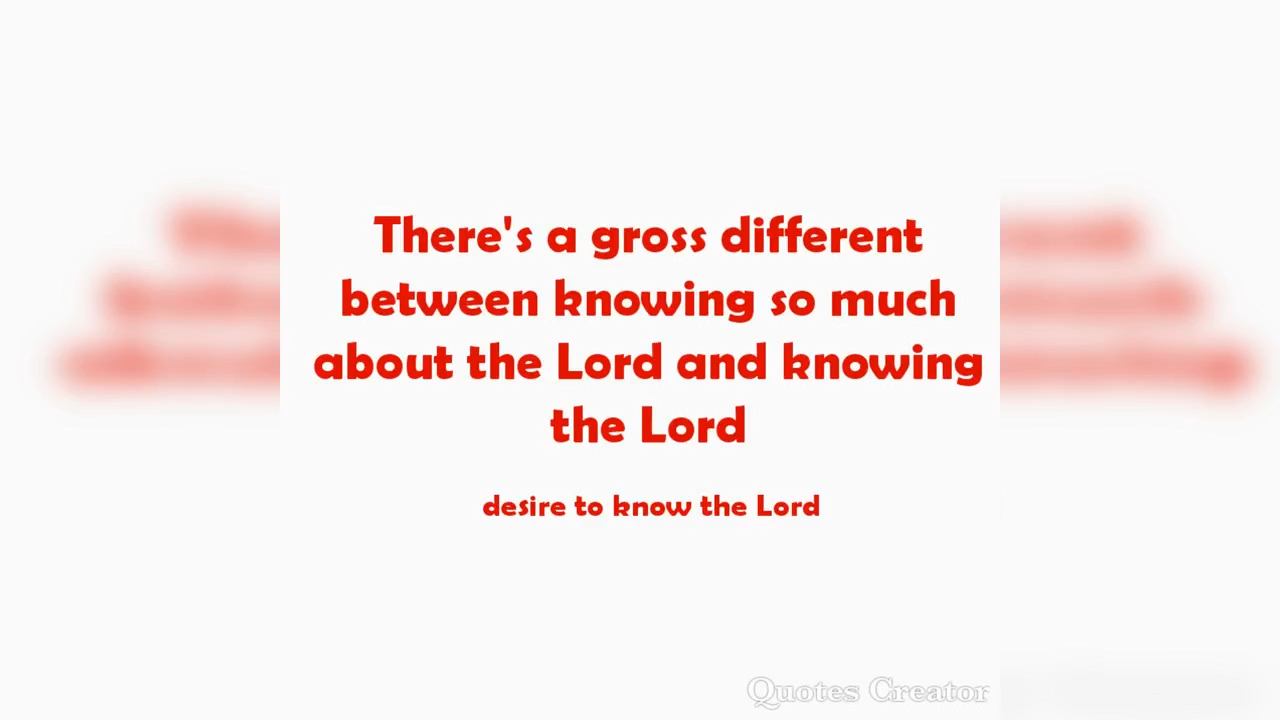 There's a gross different
between knowing so much
about the Lord and knowing
the Lord
desire to know the Lord
Quotes Creator